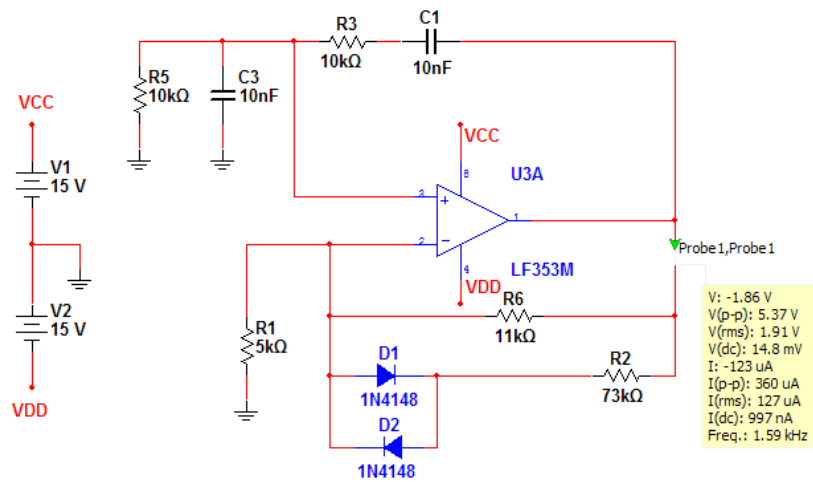 C1
10nF
R3
10kΩ
R5
10kΩ
C3
10nF
VCC
V1
15 V
V2
15 V
VDD
VCC
U3A
8
3
+
1
2
−
4
LF353M
VDD
Probe1,Probe1
R1
5kΩ
R6
11kΩ
D1
1N4148
R2
73kΩ
D2
1N4148
V: -1.86 V
V(p-p): 5.37 V
V(rms): 1.91 V
V(dc): 14.8 mV
I: -123 uA
I(p-p): 360 uA
I(rms): 127 uA
I(dc): 997 nA
Freq.: 1.59 kHz